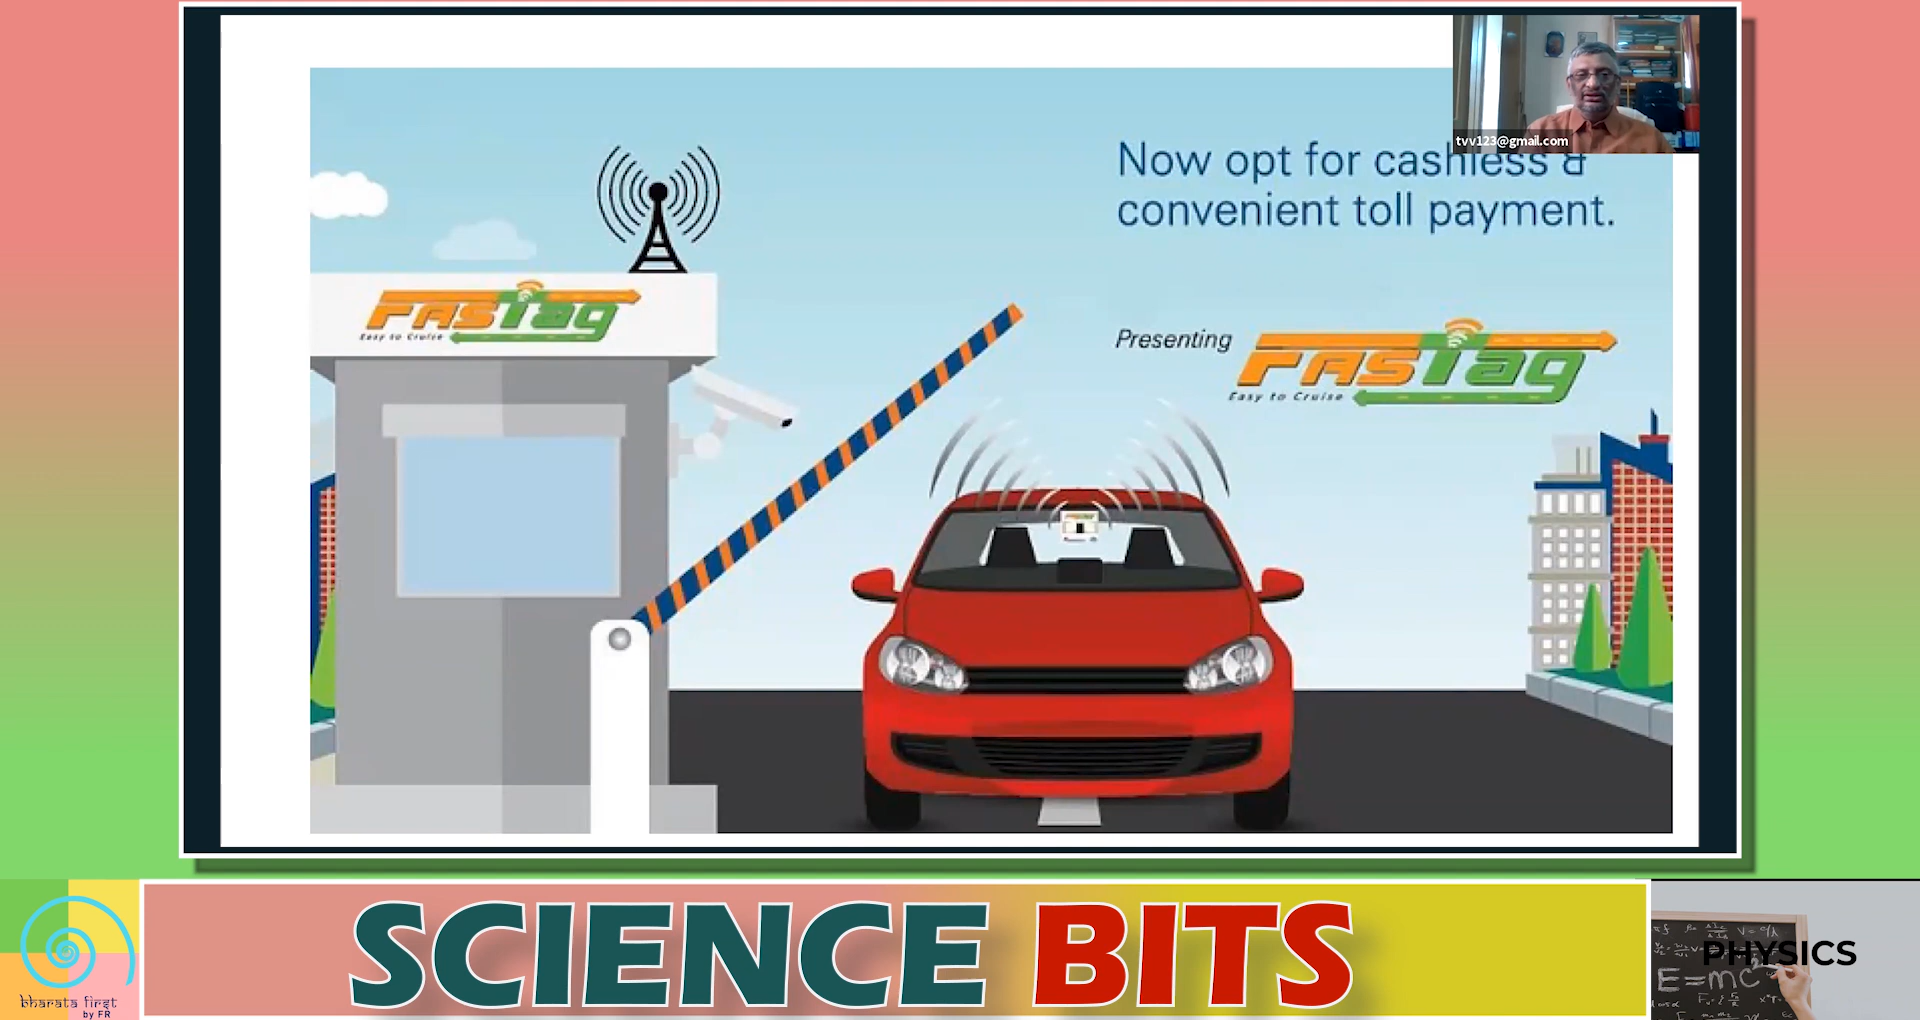 tvv123@gmail.com
Now opt for cashless &
convenient toll payment.
FASTag
Easy to Cruise
Presenting
FASTag
Easy to Cruise
SCIENCE BITS
bharata first
by FR
PHYSICS
E=mc²